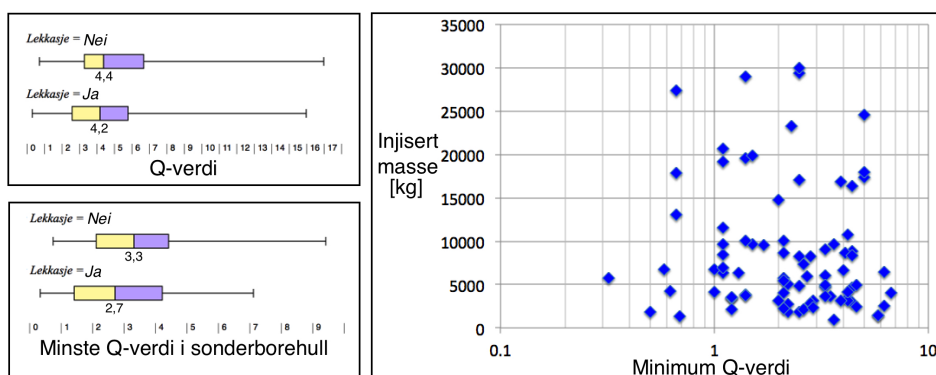 Lekkasje = Nei
4,4
Lekkasje = Ja
4,2
0 1 2 3 4 5 6 7 8 9 10 11 12 13 14 15 16 17
Q-verdi
Lekkasje = Nei
3,3
Lekkasje = Ja
2,7
0 1 2 3 4 5 6 7 9
Minste Q-verdi i sonderborehull
Injisert
masse
[kg]
35000
30000
25000
20000
15000
10000
5000
0
0.1 1 10
Minimum Q-verdi